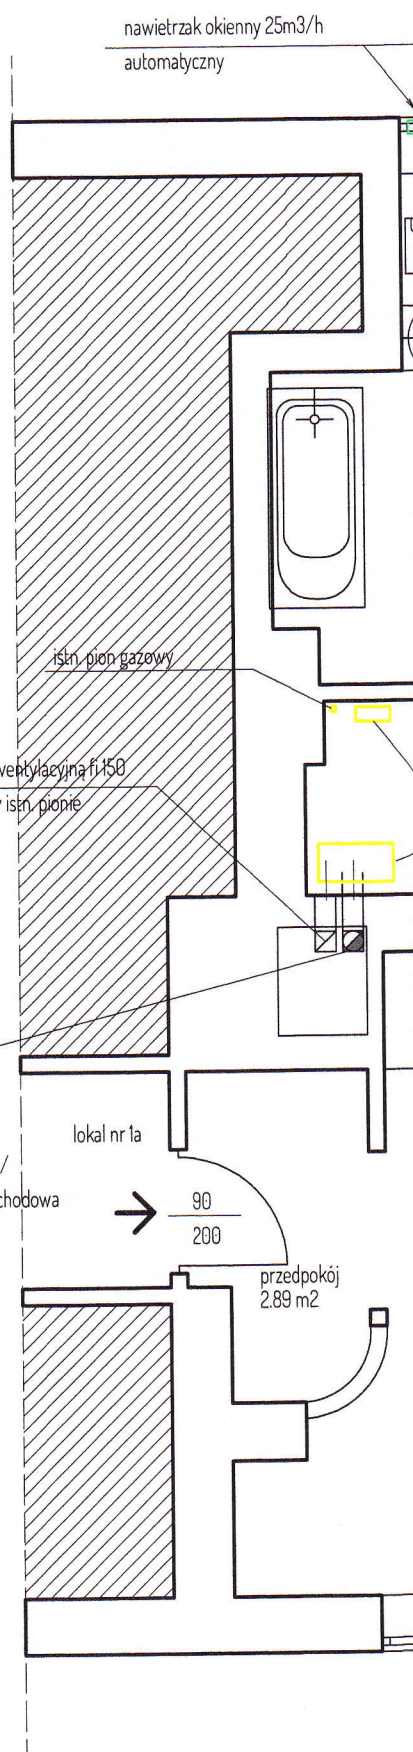 nawietrzak okienny 25m3/h
automatyczny
istn. pion gazowy
wentylacyjną fi 150
istn. pionie
lokal nr 1a
/
chodowa
90
200
przedpokój
2.89 m2